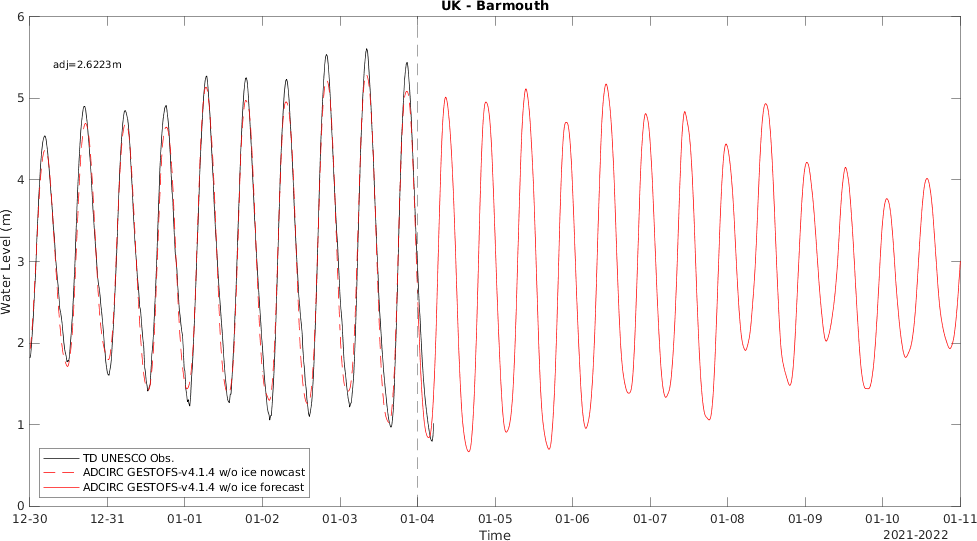 UK - Barmouth
6
adj=2.6223m
5
4
3
2
1
0
Water Level (m)
TD UNESCO Obs.
ADCIRC GESTOFS-v4.1.4 w/o ice nowcast
ADCIRC GESTOFS-v4.1.4 w/o ice forecast
12-30 12-31 01-01 01-02 01-03 01-04 01-05 01-06 01-07 01-08 01-09 01-10 01-11
Time
2021-2022